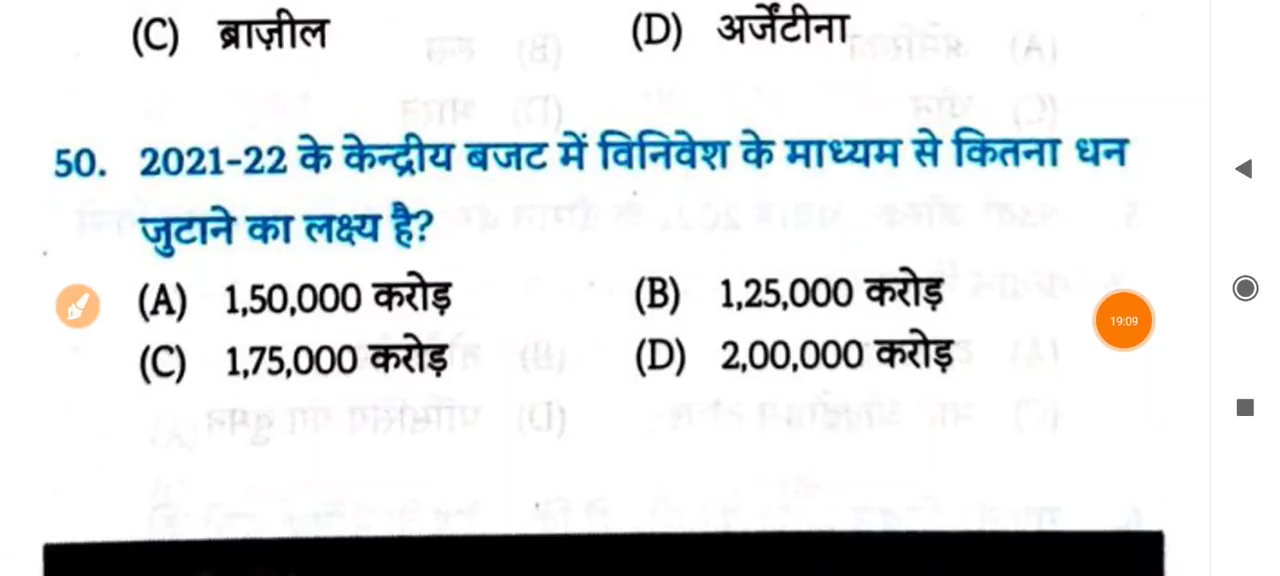 (C) ब्राज़ील (D) अर्जेंटीना
50. 2021-22 के केन्द्रीय बजट में विनिवेश के माध्यम से कितना धन
जुटाने का लक्ष्य है?
(A) 1,50,000 करोड़ (B) 1,25,000 करोड़
19:09
(C) 1,75,000 करोड़ (D) 2,00,000 करोड़